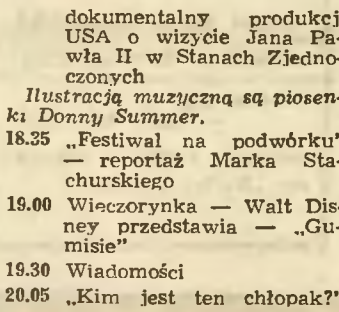 dokumentalny produkcj
USA o wizycie Jana Pa-
wła II w Stanach Zjedno-
czonych
Ilustracją muzyczną są piosen-
ki Donny Summer.
18.35 „Festiwal na podwórku"
— reportaż Marka Sta-
churskiego
19.00 Wieczorynka — Walt Dis-
ney przedstawia — „Gu-
misie"
19.30 Wiadomości
20.05 „Kim jest ten chłopak?"